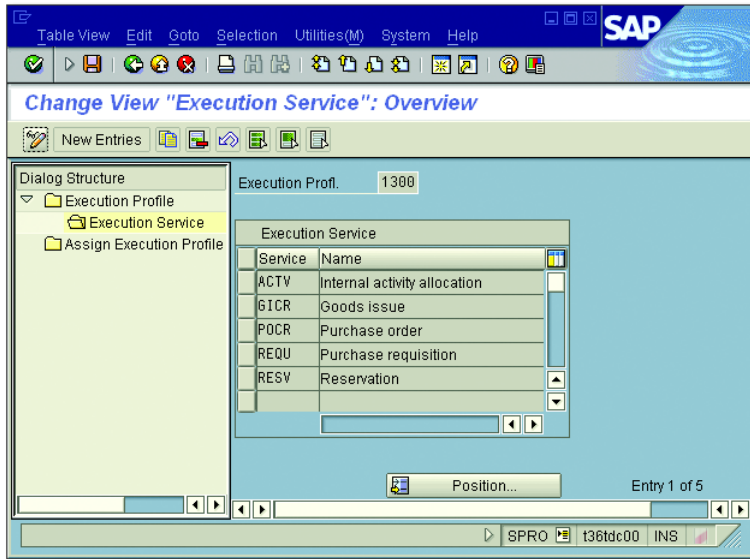 Table View Edit Goto Selection Utilities(M) System Help
SAP
Change View "Execution Service": Overview
New Entries
Dialog Structure
Execution Profile
Execution Service
Assign Execution Profile
Execution Profl. 1300
Execution Service
Service Name
ACTV Internal activity allocation
GICR Goods issue
POCR Purchase order
REQU Purchase requisition
RESV Reservation
Position... Entry 1 of 5
SPRO t36tdc00 INS